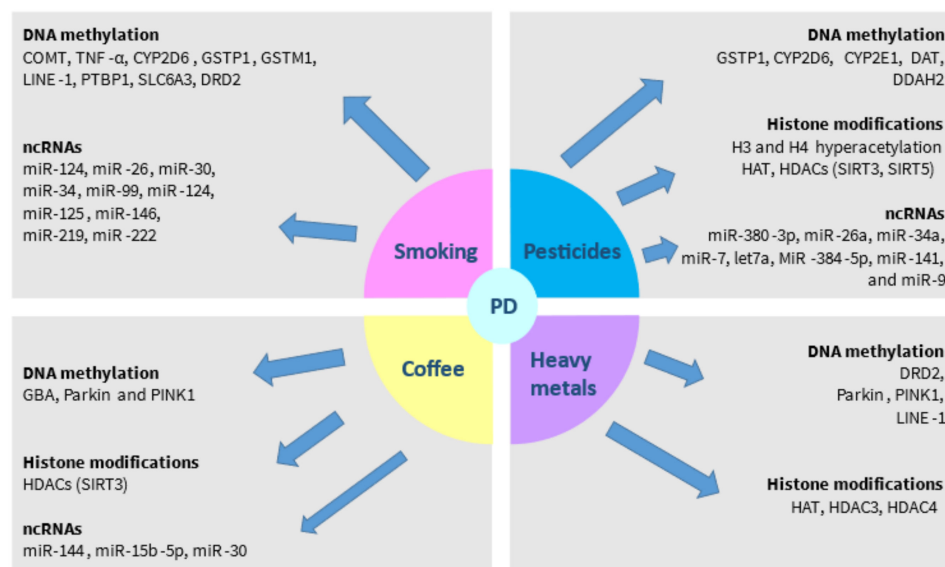 DNA methylation
COMT, TNF-α, CYP2D6, GSTP1, GSTM1,
LINE-1, PTBP1, SLC6A3, DRD2
ncRNAs
miR-124, miR-26, miR-30,
miR-34, miR-99, miR-124,
miR-125, miR-146,
miR-219, miR-222
Smoking
DNA methylation
GSTP1, CYP2D6, CYP2E1, DAT,
DDAH2
Histone modifications
H3 and H4 hyperacetylation
HAT, HDACs (SIRT3, SIRT5)
ncRNAs
miR-380-3p, miR-26a, miR-34a,
miR-7, let7a, MiR-384-5p, miR-141,
and miR-9
Pesticides
PD
Coffee
DNA methylation
GBA, Parkin and PINK1
Histone modifications
HDACs (SIRT3)
ncRNAs
miR-144, miR-15b-5p, miR-30
Heavy
metals
DNA methylation
DRD2,
Parkin, PINK1,
LINE-1
Histone modifications
HAT, HDAC3, HDAC4